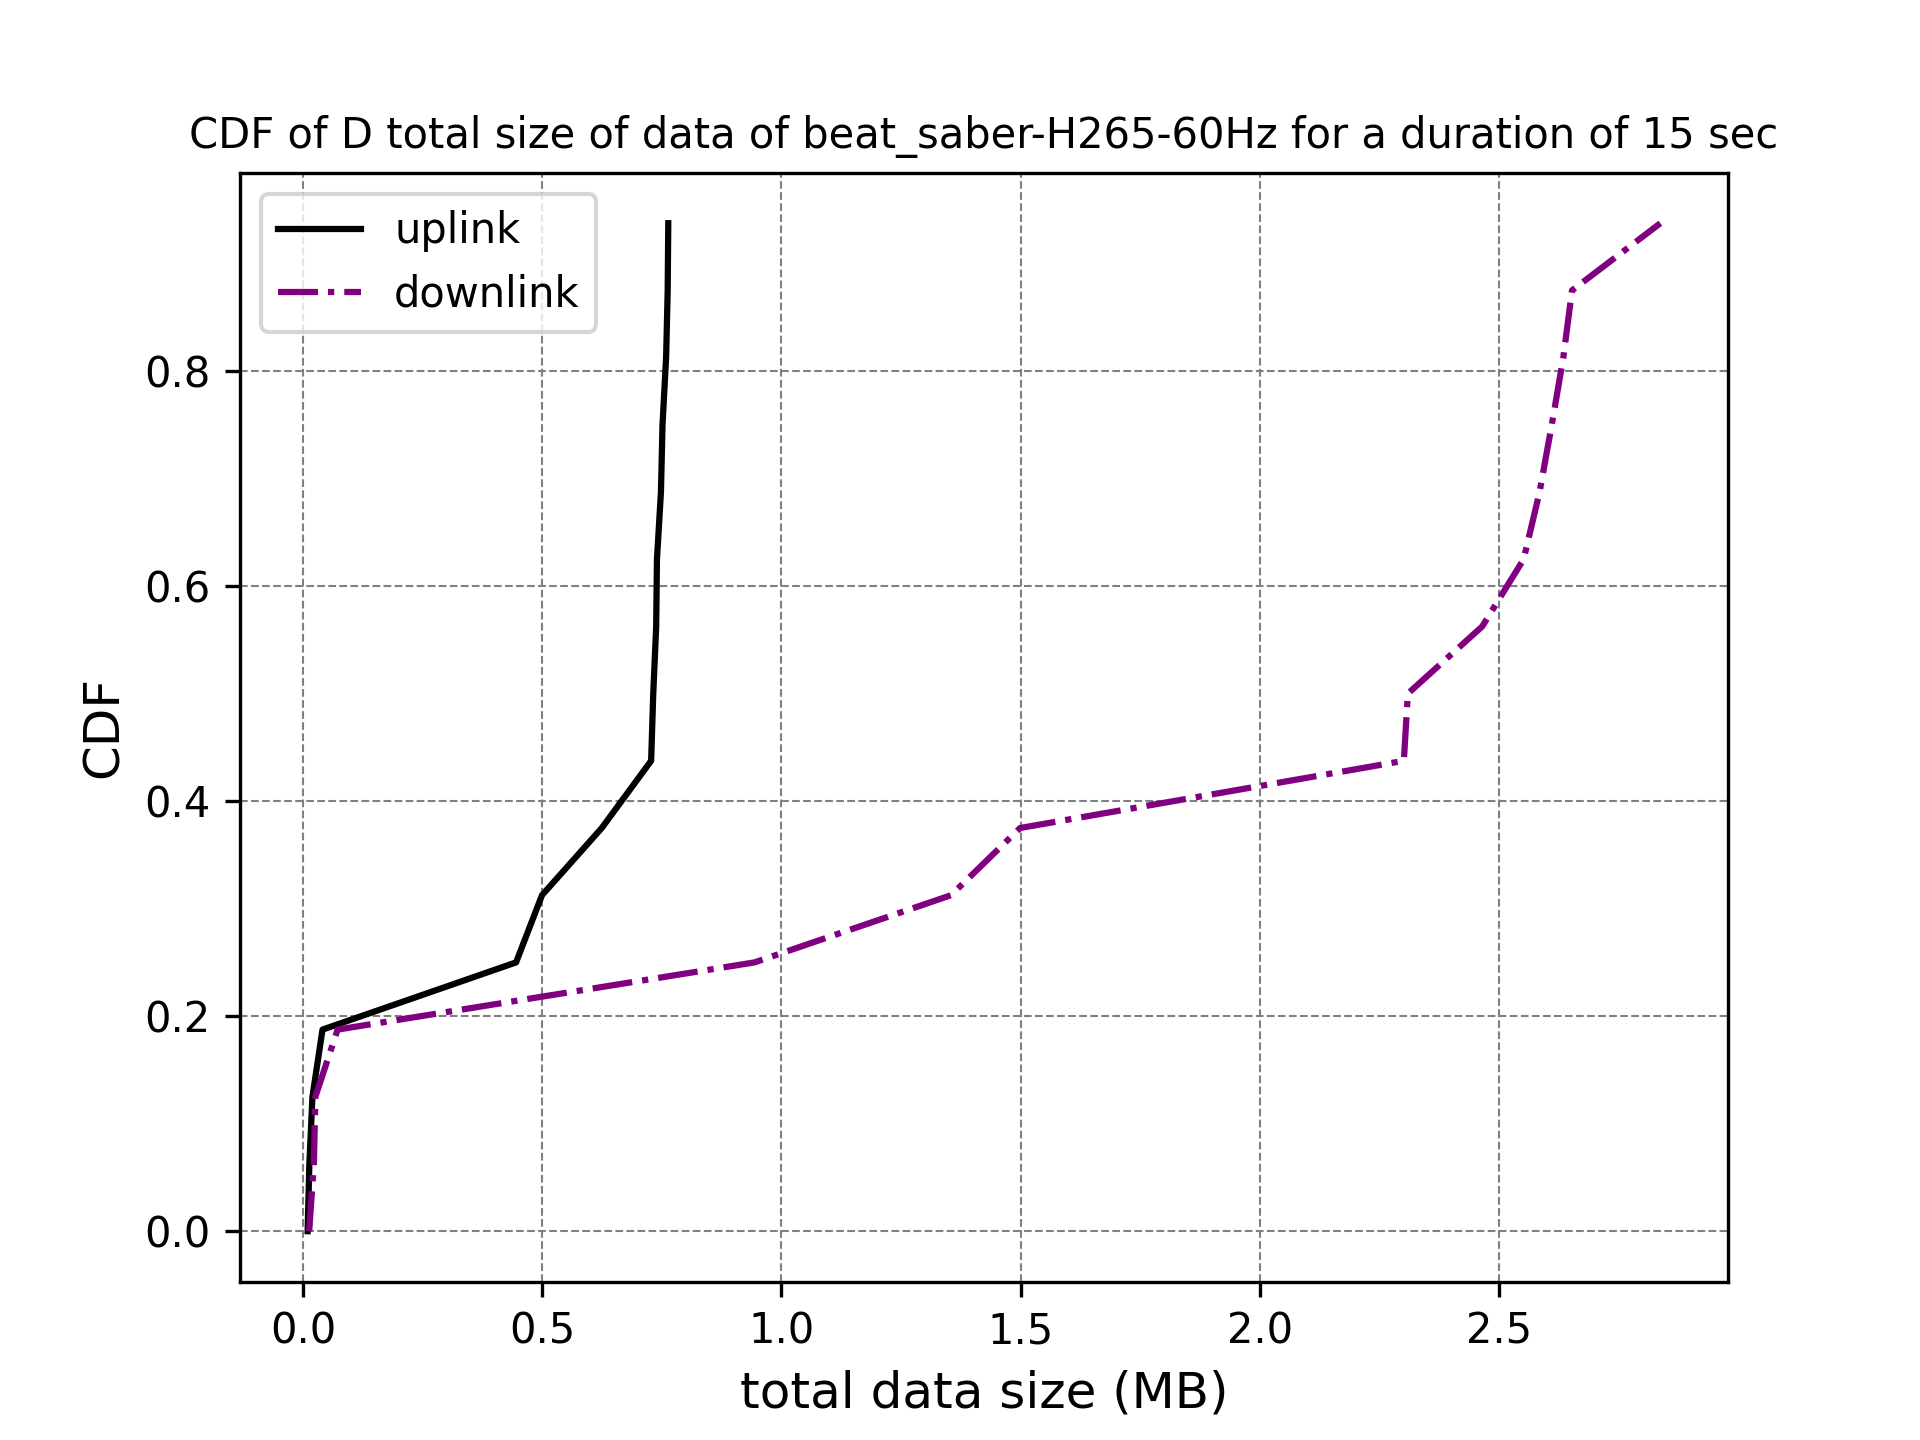 CDF of D total size of data of beat_saber-H265-60Hz for a duration of 15 sec
uplink
downlink
0.8
0.6
0.4
0.2
0.0
CDF
0.0 0.5 1.0 1.5 2.0 2.5
total data size (MB)